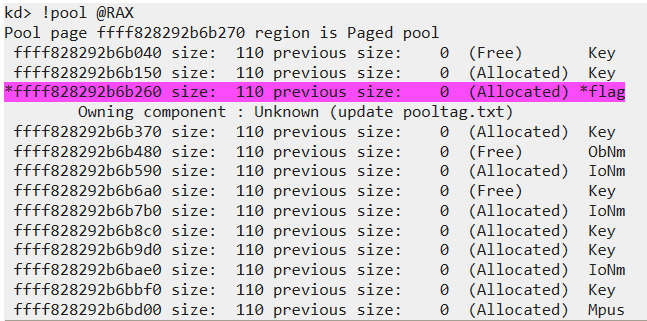 kd> !pool @RAX
Pool page ffff828292b6b270 region is Paged pool
ffff828292b6b040 size: 110 previous size: 0 (Free) Key
ffff828292b6b150 size: 110 previous size: 0 (Allocated) Key
*ffff828292b6b260 size: 110 previous size: 0 (Allocated) *flag
Owning component : Unknown (update pooltag.txt)
ffff828292b6b370 size: 110 previous size: 0 (Allocated) Key
ffff828292b6b480 size: 110 previous size: 0 (Free) ObNm
ffff828292b6b590 size: 110 previous size: 0 (Allocated) IoNm
ffff828292b6b6a0 size: 110 previous size: 0 (Free) Key
ffff828292b6b7b0 size: 110 previous size: 0 (Allocated) IoNm
ffff828292b6b8c0 size: 110 previous size: 0 (Allocated) Key
ffff828292b6b9d0 size: 110 previous size: 0 (Allocated) Key
ffff828292b6bae0 size: 110 previous size: 0 (Allocated) IoNm
ffff828292b6bbf0 size: 110 previous size: 0 (Allocated) Key
ffff828292b6bd00 size: 110 previous size: 0 (Allocated) Mpus